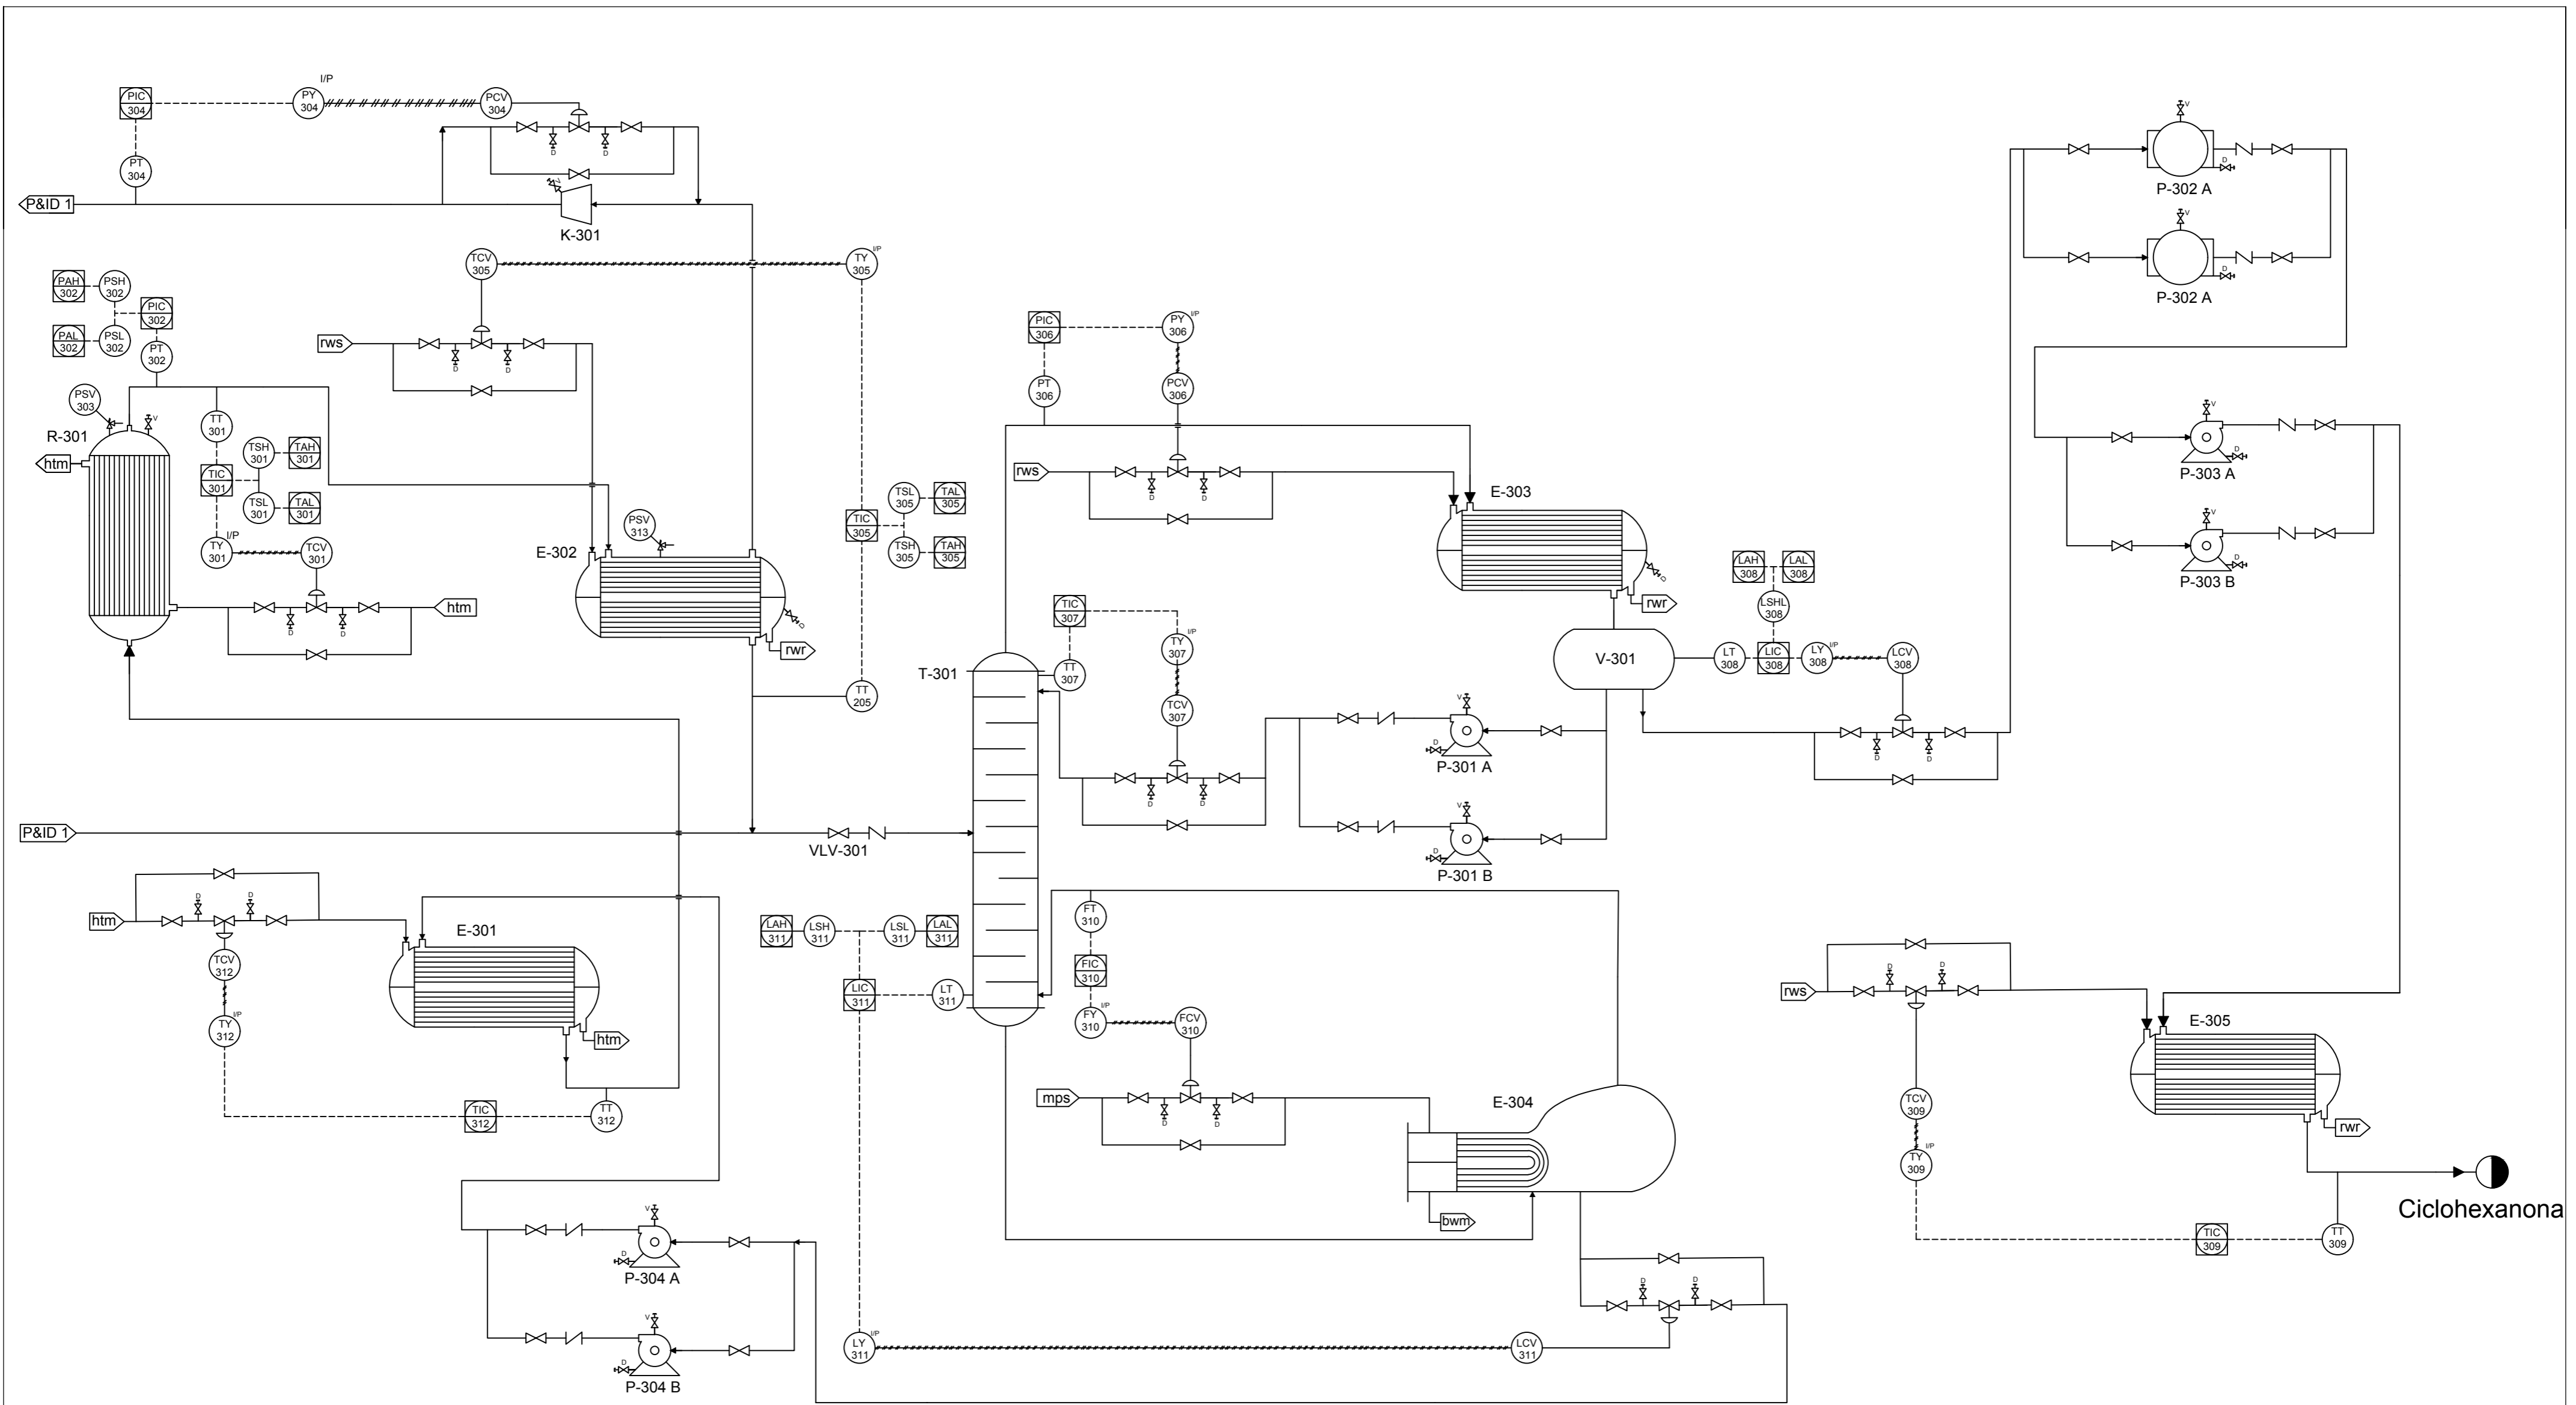 I/P
PIC
304
PY
304
PCV
304
D
D
PT
304
V
P&ID 1
K-301
V
D
P-302 A
V
D
P-302 A
TCV
305
TY
305
I/P
PAH
302
PSH
302
PIC
302
PAL
302
PSL
302
PT
302
rws
D
D
PIC
306
PY
306
I/P
PT
306
PCV
306
PSV
303
V
R-301
TT
301
htm
TSH
301
TAH
301
TIC
301
TSL
301
TAL
301
TY
301
I/P
TCV
301
htm
D
D
PSV
313
E-302
D
rwr
TSL
305
TAL
305
TIC
305
TSH
305
TAH
305
TT
205
rws
D
D
E-303
D
rwr
V
D
P-303 A
V
D
P-303 B
LAH
308
LAL
308
LSHL
308
V-301
LT
308
LIC
308
LY
308
I/P
LCV
308
D
D
TIC
307
TY
307
I/P
TT
307
T-301
TCV
307
D
D
V
D
P-301 A
V
D
P-301 B
P&ID 1
VLV-301
htm
D
D
TCV
312
TY
312
I/P
E-301
htm
TIC
312
TT
312
LAH
311
LSH
311
LSL
311
LAL
311
LIC
311
LT
311
FT
310
FIC
310
FY
310
I/P
FCV
310
mps
D
D
E-304
bwm
rws
D
D
E-305
rwr
TCV
309
TY
309
I/P
TIC
309
TT
309
Ciclohexanona
V
D
P-304 A
V
D
P-304 B
LY
311
I/P
LCV
311
D
D